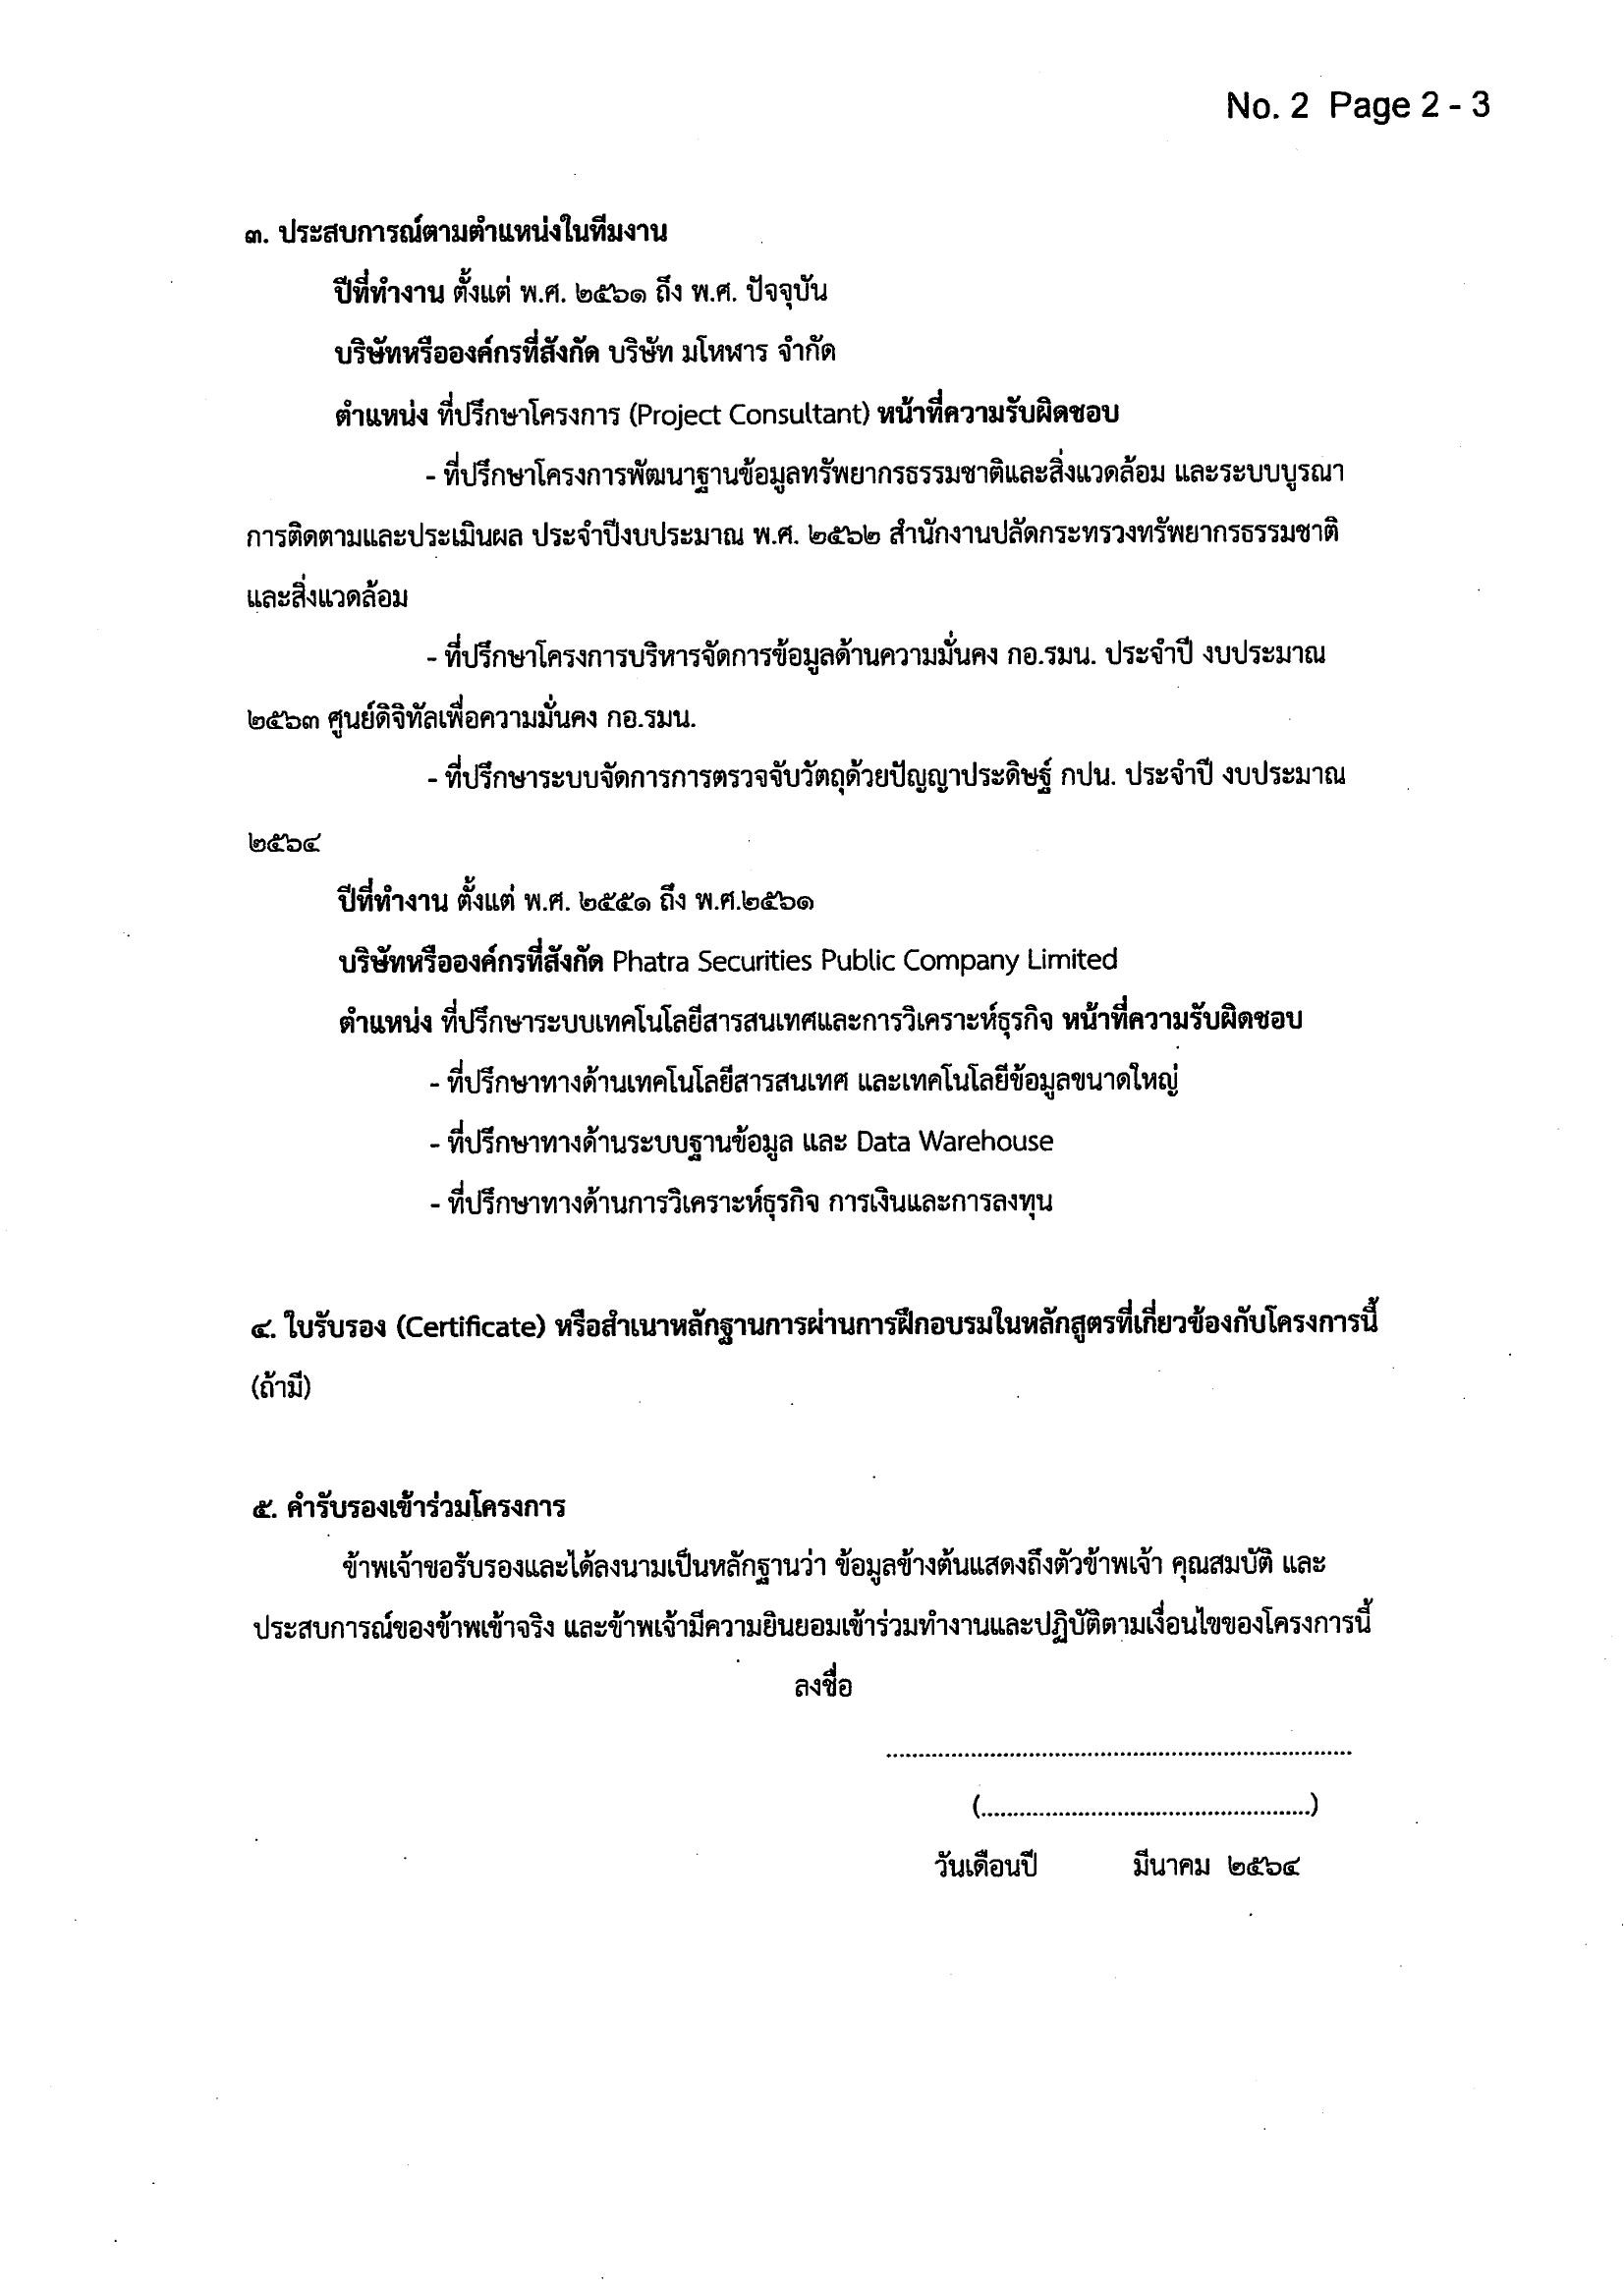 No. 2 Page 2 - 3
๓. ประสบการณ์ตามตำแหน่งในทีมงาน
ปีที่ทำงาน ตั้งแต่ พ.ศ. ๒๕๖๑ ถึง พ.ศ. ปัจจุบัน
บริษัทหรือองค์กรที่สังกัด บริษัท มโหฬาร จำกัด
ตำแหน่ง ที่ปรึกษาโครงการ (Project Consultant) หน้าที่ความรับผิดชอบ
- ที่ปรึกษาโครงการพัฒนาฐานข้อมูลทรัพยากรธรรมชาติและสิ่งแวดล้อม และระบบบูรณา
การติดตามและประเมินผล ประจำปีงบประมาณ พ.ศ. ๒๕๖๒ สำนักงานปลัดกระทรวงทรัพยากรธรรมชาติ
และสิ่งแวดล้อม
- ที่ปรึกษาโครงการบริหารจัดการข้อมูลด้านความมั่นคง กอ.รมน. ประจำปี งบประมาณ
๒๕๖๓ ศูนย์ดิจิทัลเพื่อความมั่นคง กอ.รมน.
- ที่ปรึกษาระบบจัดการการตรวจจับวัตถุด้วยปัญญาประดิษฐ์ กปน. ประจำปี งบประมาณ
๒๕๖๔
ปีที่ทำงาน ตั้งแต่ พ.ศ. ๒๕๕๑ ถึง พ.ศ.๒๕๖๑
บริษัทหรือองค์กรที่สังกัด Phatra Securities Public Company Limited
ตำแหน่ง ที่ปรึกษาระบบเทคโนโลยีสารสนเทศและการวิเคราะห์ธุรกิจ หน้าที่ความรับผิดชอบ
- ที่ปรึกษาทางด้านเทคโนโลยีสารสนเทศ และเทคโนโลยีข้อมูลขนาดใหญ่
- ที่ปรึกษาทางด้านระบบฐานข้อมูล และ Data Warehouse
- ที่ปรึกษาทางด้านการวิเคราะห์ธุรกิจ การเงินและการลงทุน
๔. ใบรับรอง (Certificate) หรือสำเนาหลักฐานการผ่านการฝึกอบรมในหลักสูตรที่เกี่ยวข้องกับโครงการนี้
(ถ้ามี)
๕. คำรับรองเข้าร่วมโครงการ
ข้าพเจ้าขอรับรองและได้ลงนามเป็นหลักฐานว่า ข้อมูลข้างต้นแสดงถึงตัวข้าพเจ้า คุณสมบัติ และ
ประสบการณ์ของข้าพเข้าจริง และข้าพเจ้ามีความยินยอมเข้าร่วมทำงานและปฏิบัติตามเงื่อนไขของโครงการนี้
ลงชื่อ
........................................................................
(...................................................)
วันเดือนปี มีนาคม ๒๕๖๔